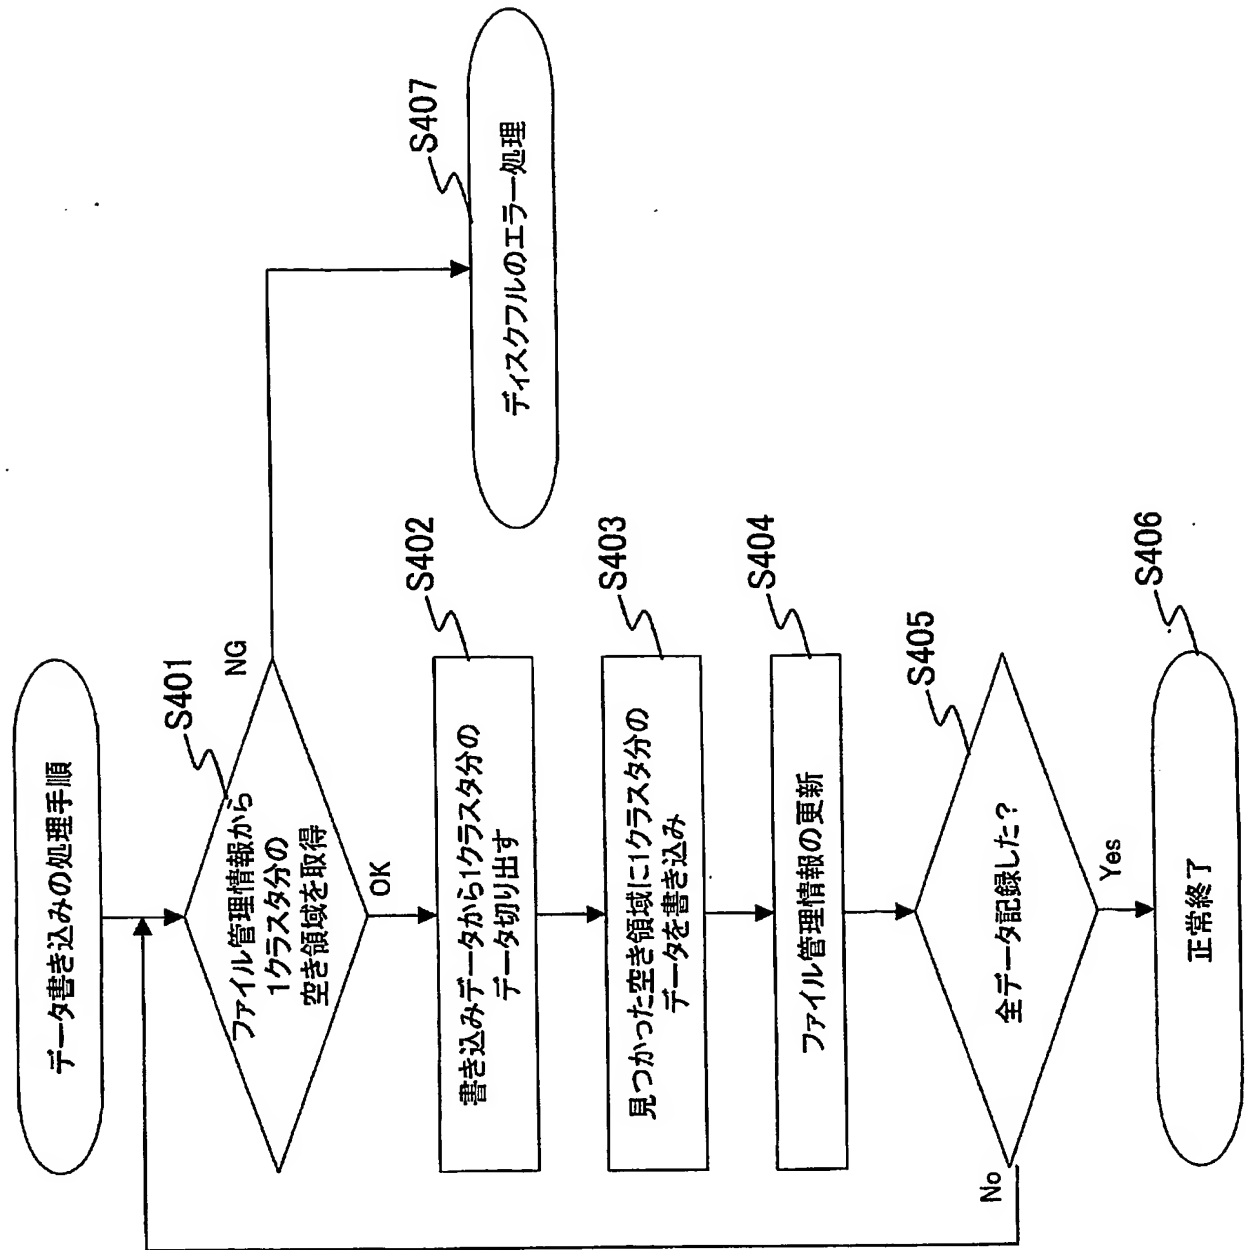 データ書き込みの処理手順
S401
ファイル管理情報から
1クラスタ分の
空き領域を取得
NG
OK
S407
ディスクフルのエラー処理
S402
書き込みデータから1クラスタ分の
データ切り出す
S403
見つかった空き領域に1クラスタ分の
データを書き込み
S404
ファイル管理情報の更新
S405
全データ記録した？
No
Yes
S406
正常終了